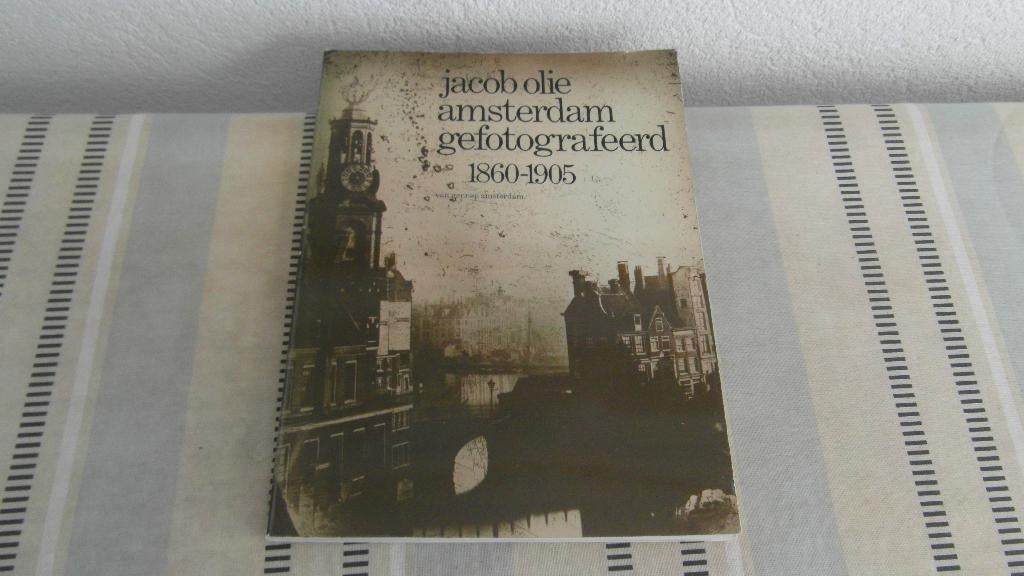 jacob olie
amsterdam
gefotografeerd
1860-1905
van gennep amsterdam